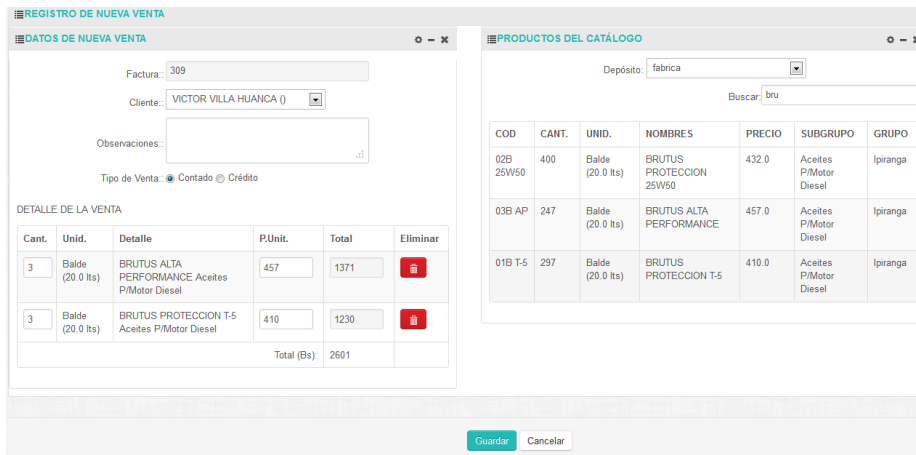 REGISTRO DE NUEVA VENTA
DATOS DE NUEVA VENTA
Factura:: 309
Cliente:: VICTOR VILLA HUANCA ()
Observaciones::
Tipo de Venta:: Contado Crédito
DETALLE DE LA VENTA
Cant. Unid. Detalle P.Unit. Total Eliminar
3 Balde BRUTUS ALTA 457 1371
(20.0 lts) PERFORMANCE Aceites
P/Motor Diesel
3 Balde BRUTUS PROTECCION T-5 410 1230
(20.0 lts) Aceites P/Motor Diesel
Total (Bs): 2601
PRODUCTOS DEL CATÁLOGO
Depósito: fabrica
Buscar: bru
COD CANT. UNID. NOMBRES PRECIO SUBGRUPO GRUPO
02B 400 Balde BRUTUS 432.0 Aceites Ipiranga
25W50 (20.0 lts) PROTECCION P/Motor
25W50 Diesel
03B AP 247 Balde BRUTUS ALTA 457.0 Aceites Ipiranga
(20.0 lts) PERFORMANCE P/Motor
Diesel
01B T-5 297 Balde BRUTUS 410.0 Aceites Ipiranga
(20.0 lts) PROTECCION T-5 P/Motor
Diesel
Guardar Cancelar